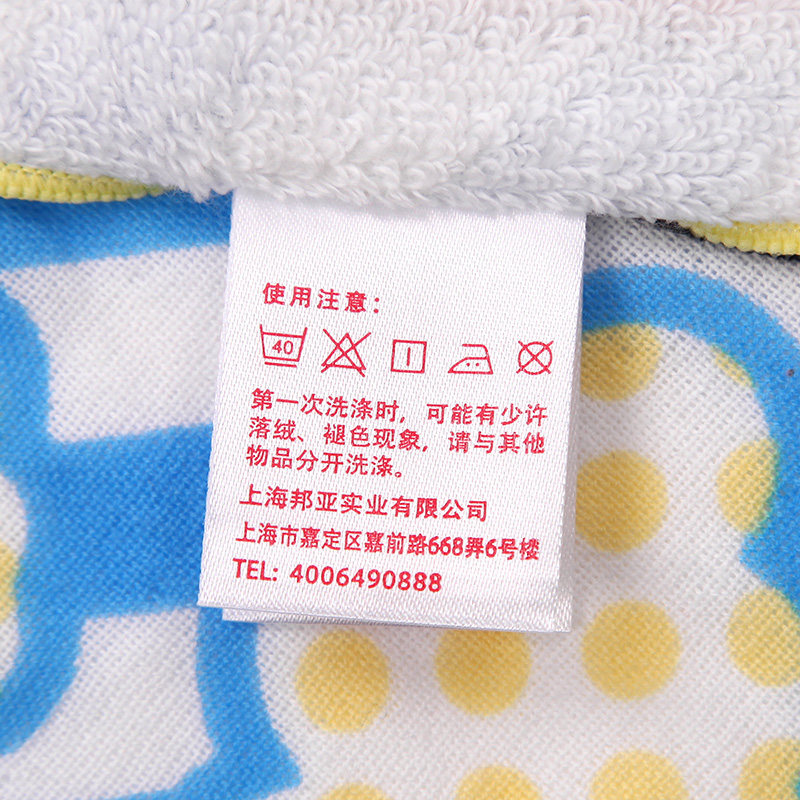 使用注意：
40
第一次洗涤时，可能有少许
落绒、褪色现象，请与其他
物品分开洗涤。
上海邦亚实业有限公司
上海市嘉定区嘉前路668弄6号楼
TEL: 4006490888